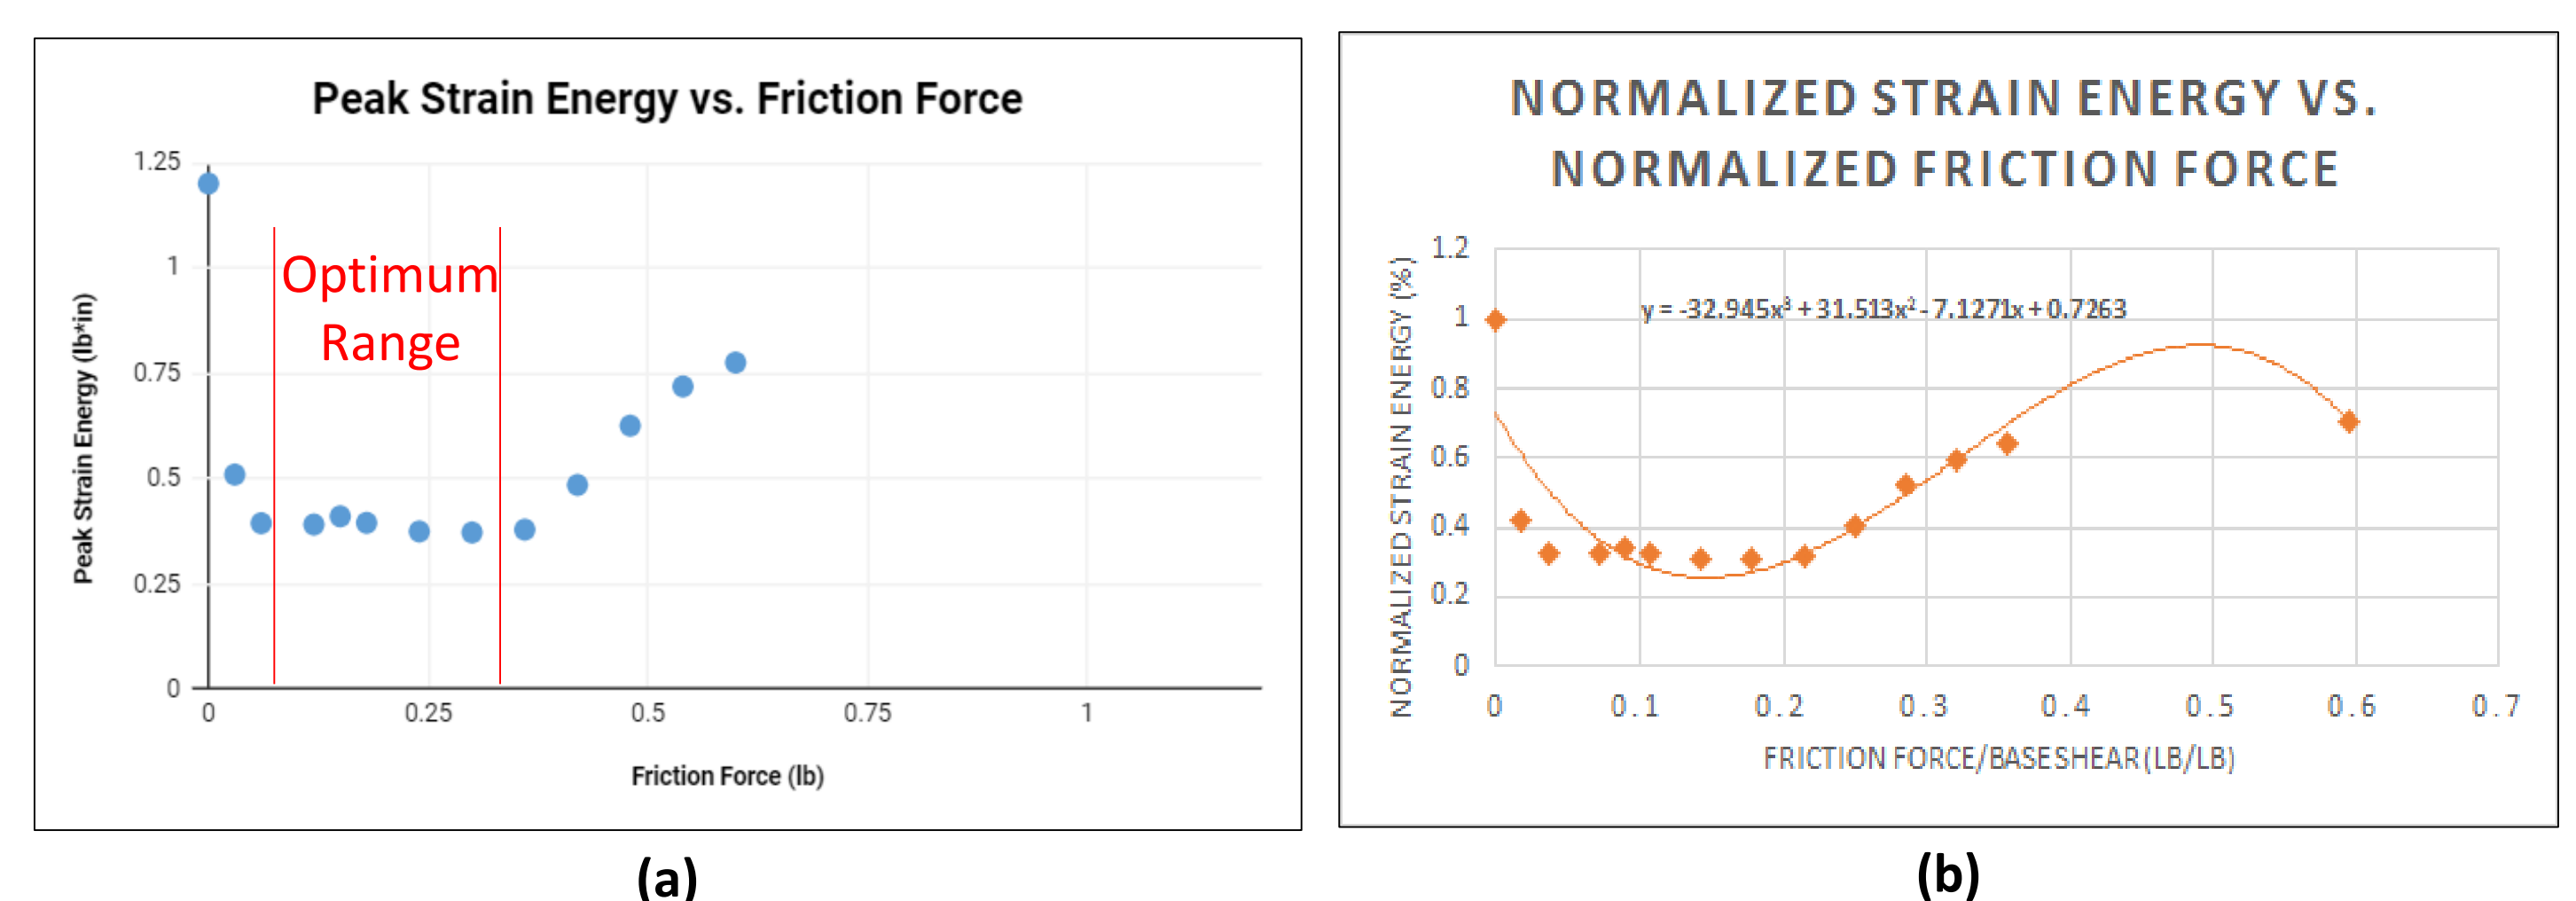 Peak Strain Energy vs. Friction Force
Peak Strain Energy (lb*in)
1.25
1
0.75
0.5
0.25
0
Optimum
Range
0 0.25 0.5 0.75 1
Friction Force (lb)
(a)
NORMALIZED STRAIN ENERGY VS.
NORMALIZED FRICTION FORCE
NORMALIZED STRAIN ENERGY (%)
1.2
1
0.8
0.6
0.4
0.2
0
y = -32.945x³ + 31.513x² - 7.1271x + 0.7263
0 0.1 0.2 0.3 0.4 0.5 0.6 0.7
FRICTION FORCE/BASE SHEAR (LB/LB)
(b)